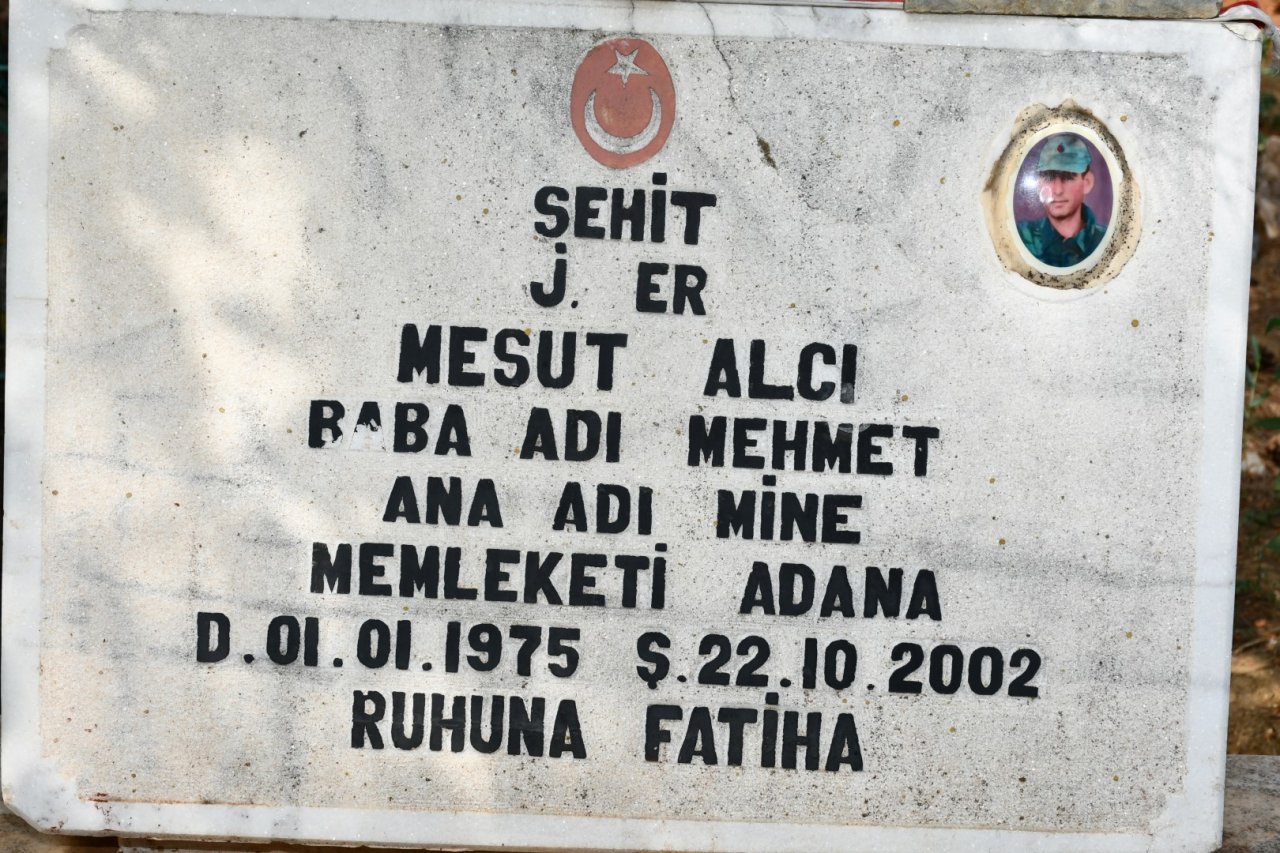 ŞEHİT
J. ER
MESUT ALCI
BABA ADI MEHMET
ANA ADI MİNE
MEMLEKETİ ADANA
D.01.01.1975 Ş.22.10.2002
RUHUNA FATİHA